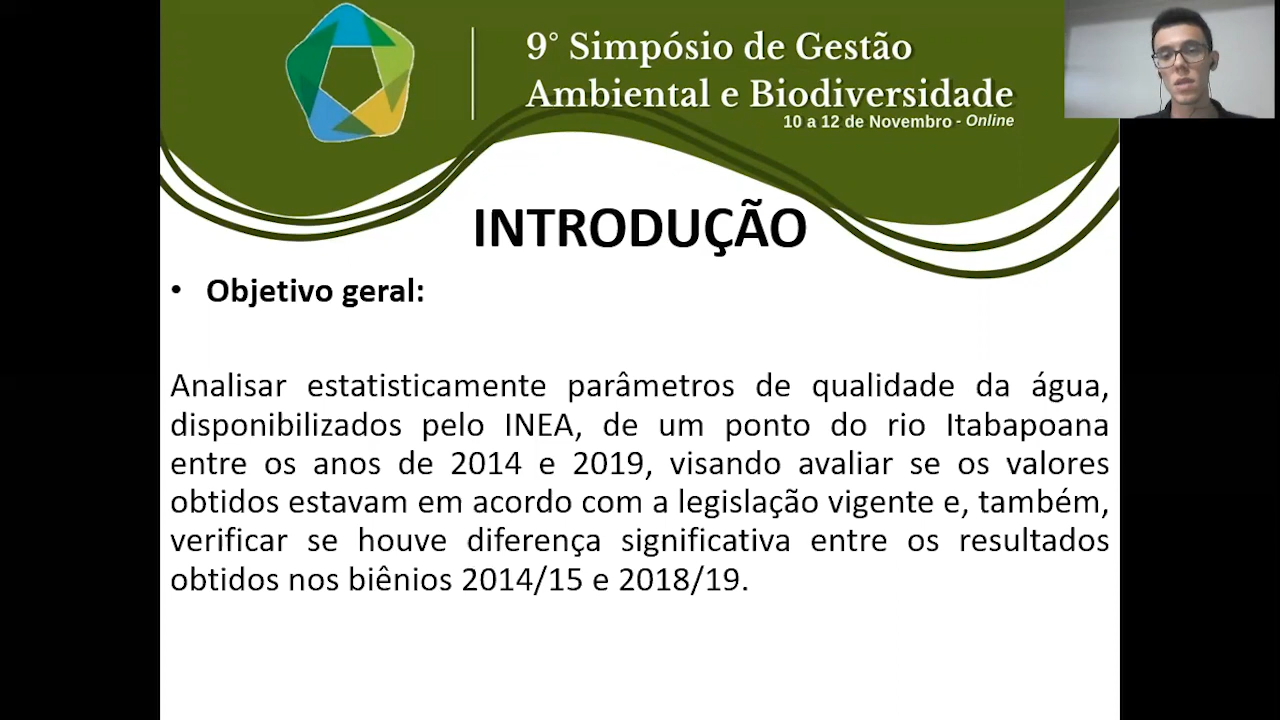 9° Simpósio de Gestão
Ambiental e Biodiversidade
10 a 12 de Novembro - Online
INTRODUÇÃO
• Objetivo geral:
Analisar estatisticamente parâmetros de qualidade da água,
disponibilizados pelo INEA, de um ponto do rio Itabapoana
entre os anos de 2014 e 2019, visando avaliar se os valores
obtidos estavam em acordo com a legislação vigente e, também,
verificar se houve diferença significativa entre os resultados
obtidos nos biênios 2014/15 e 2018/19.